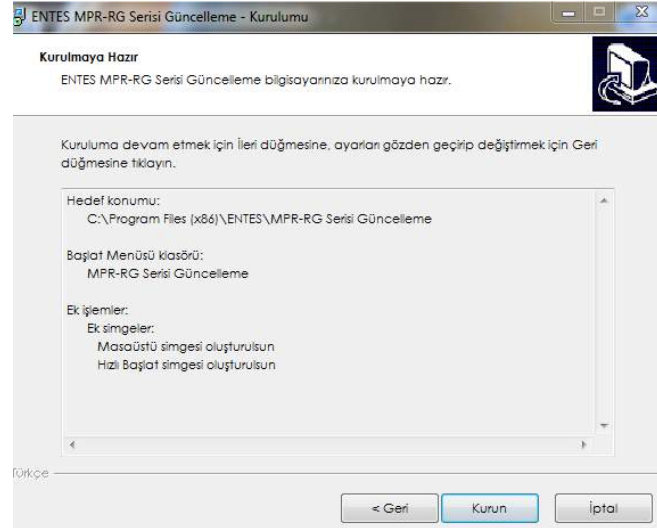 ENTES MPR-RG Serisi Güncelleme - Kurulumu
Kurulmaya Hazır
ENTES MPR-RG Serisi Güncelleme bilgisayarınıza kurulmaya hazır.
Kuruluma devam etmek için İleri düğmesine, ayarları gözden geçirip değiştirmek için Geri
düğmesine tıklayın.
Hedef konumu:
C:\Program Files (x86)\ENTES\MPR-RG Serisi Güncelleme
Başlat Menüsü klasörü:
MPR-RG Serisi Güncelleme
Ek işlemler:
Ek simgeler:
Masaüstü simgesi oluşturulsun
Hızlı Başlat simgesi oluşturulsun
Türkçe
< Geri
Kurun
İptal